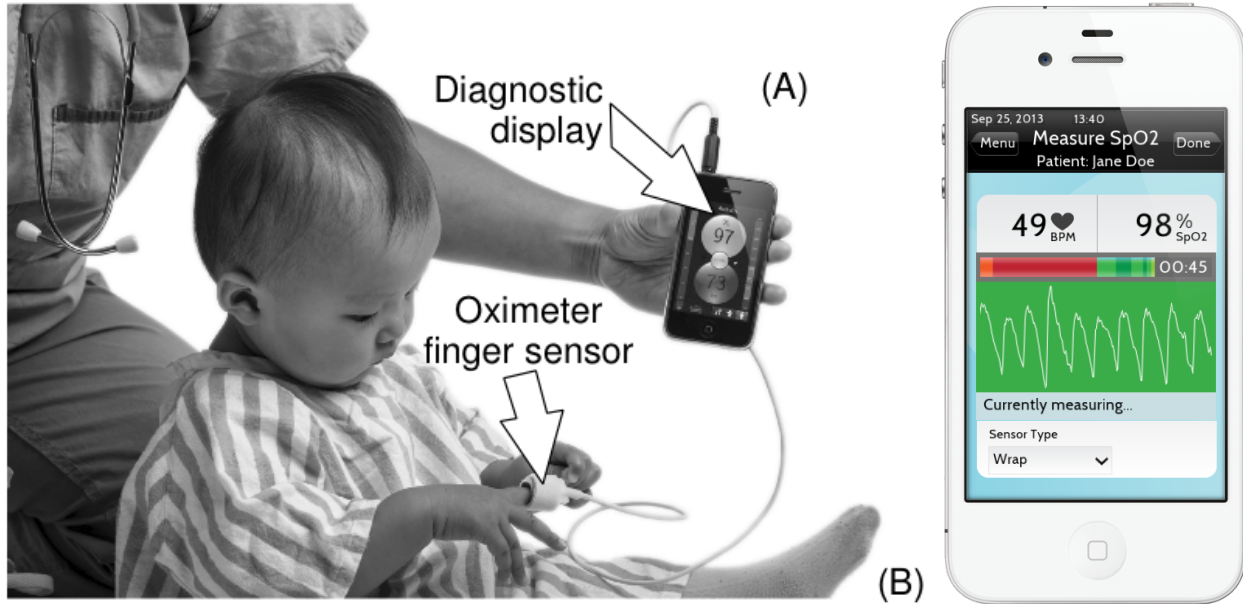 (A)
Diagnostic
display
97
73
Oximeter
finger sensor
(B)
Sep 25, 2013 13:40
Menu Measure SpO2 Done
Patient: Jane Doe
49 BPM 98 % SpO2
00:45
Currently measuring...
Sensor Type
Wrap